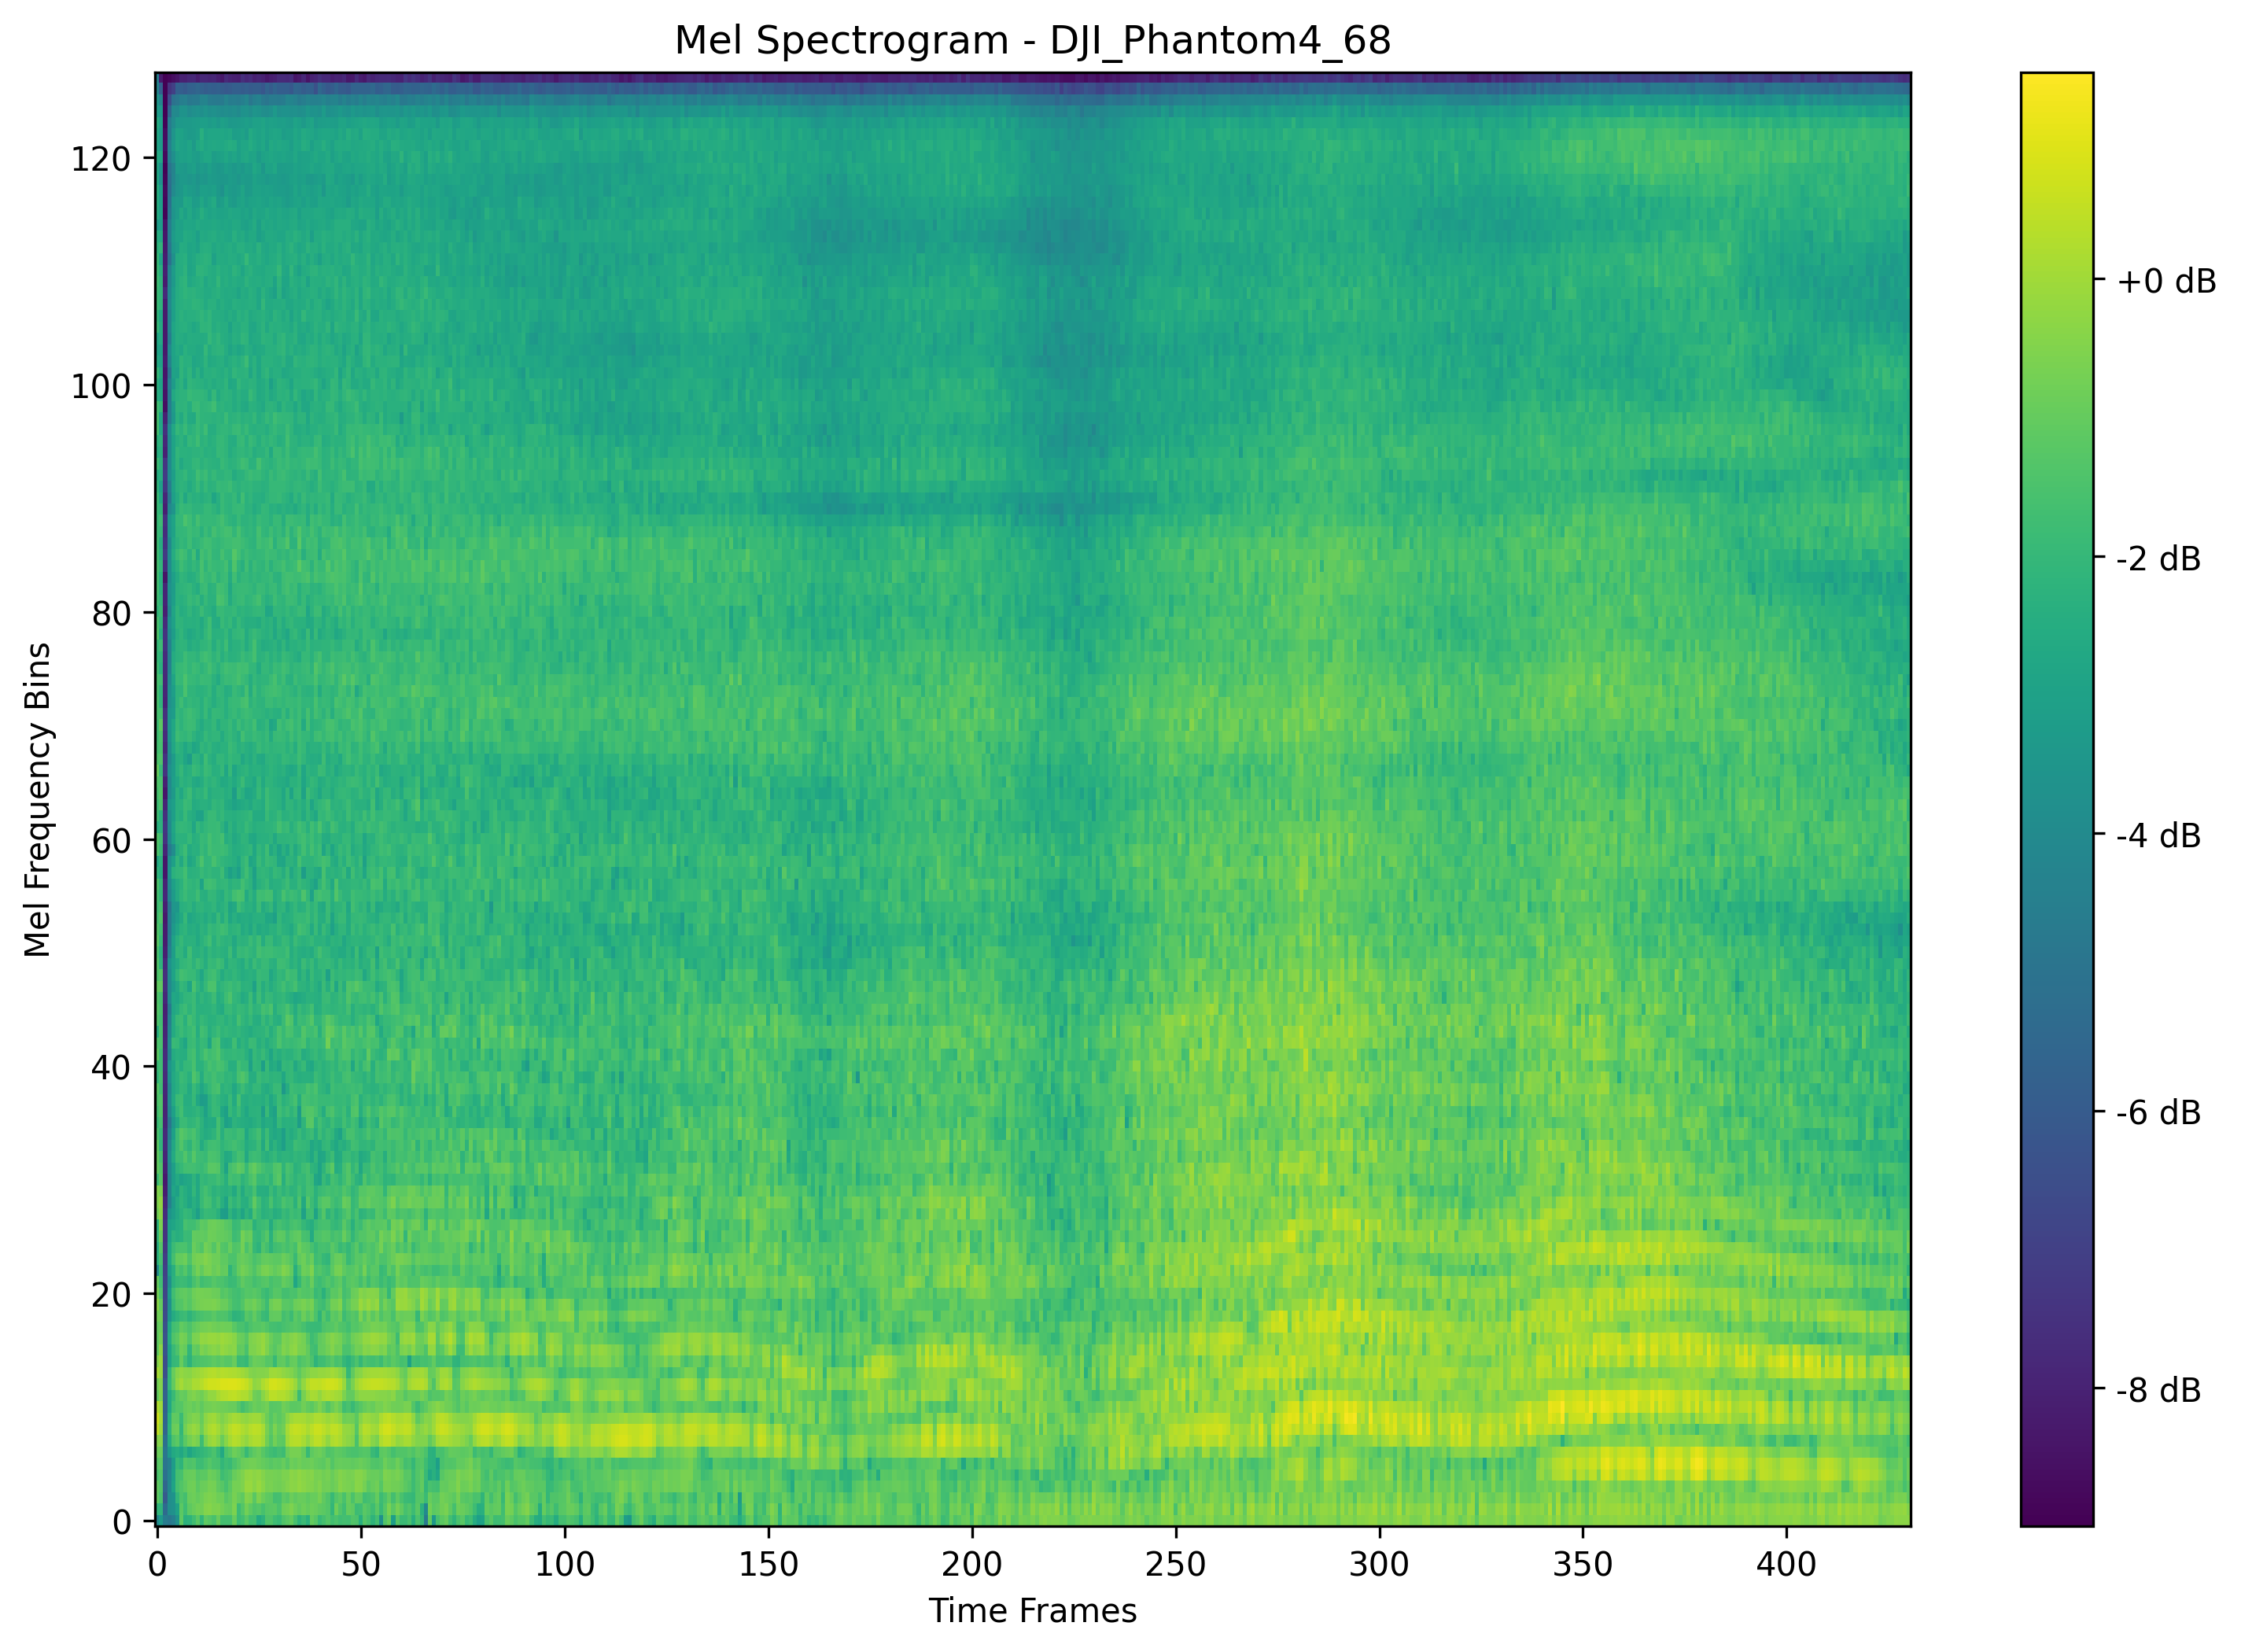 Mel Spectrogram - DJI_Phantom4_68
120
100
80
60
40
20
0
Mel Frequency Bins
0 50 100 150 200 250 300 350 400
Time Frames
+0 dB
-2 dB
-4 dB
-6 dB
-8 dB